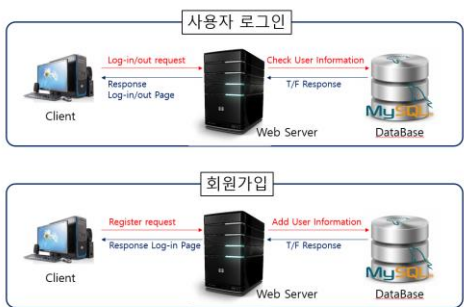 사용자 로그인
Log-in/out request
Check User Information
Response
Log-in/out Page
T/F Response
Client
Web Server
MySQL
DataBase
회원가입
Register request
Add User Information
Response Log-in Page
T/F Response
Client
Web Server
MySQL
DataBase